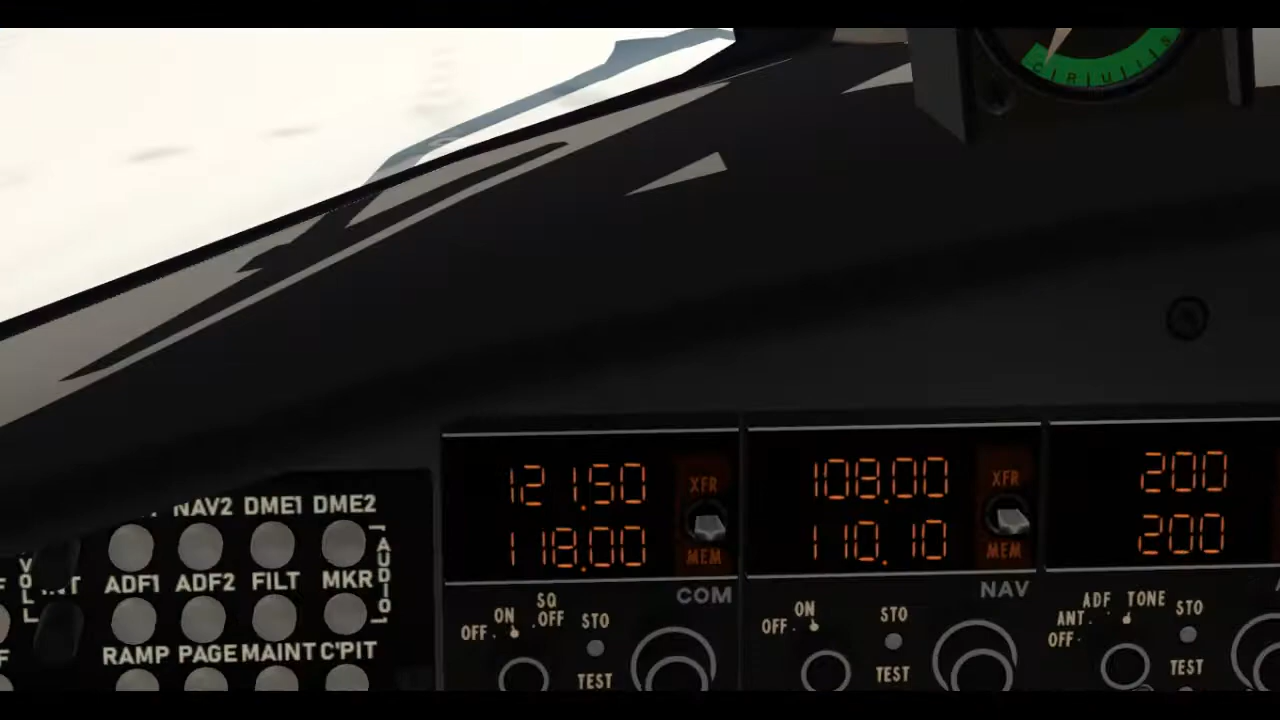 CRUIS
121.50
XFR
118.00
MEM
COM
108.00
XFR
110.10
MEM
NAV
200
200
NAV2 DME1 DME2
ADF1 ADF2 FILT MKR
RAMP PAGE MAINT C'PIT
VOL
AUDIO
OFF ON SQ OFF STO
TEST
OFF ON STO
TEST
OFF ANT ADF TONE STO
TEST